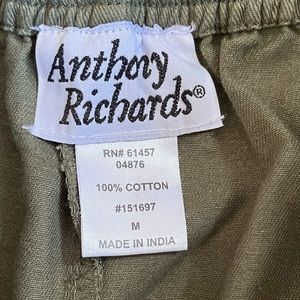 Anthony
Richards®
RN# 61457
04876
100% COTTON
#151697
M
MADE IN INDIA